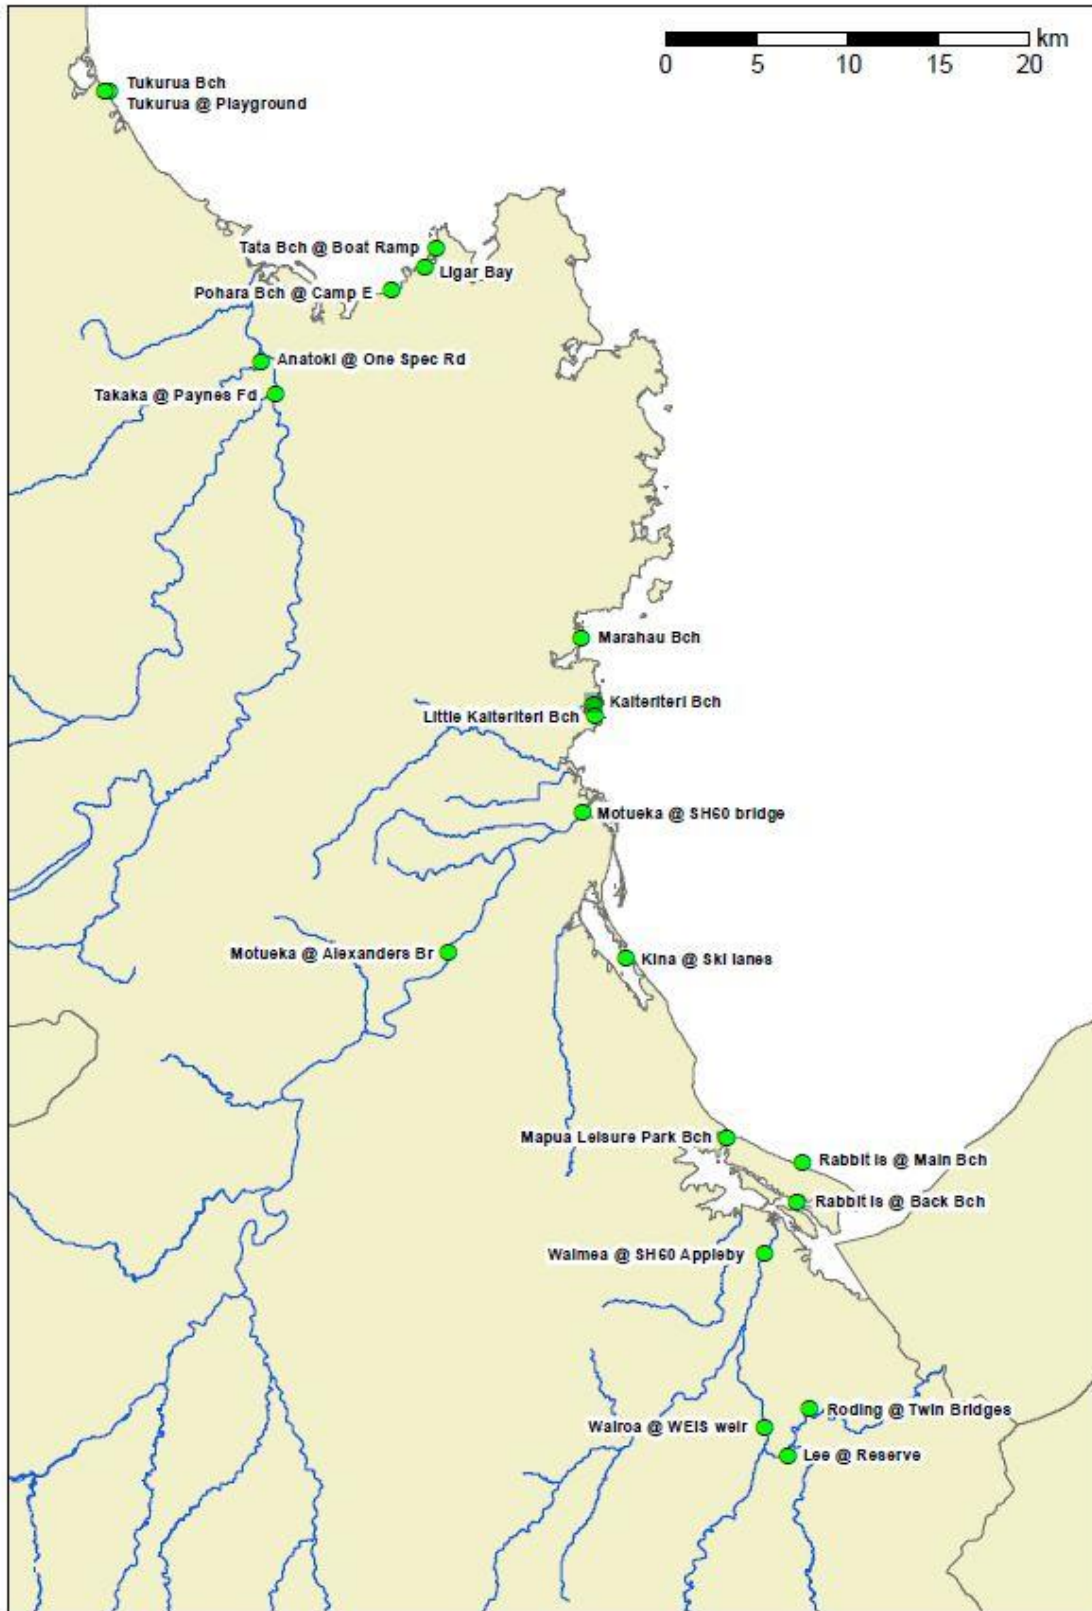 km
0 5 10 15 20
Tukurua Bch
Tukurua @ Playground
Tata Bch @ Boat Ramp
Ligar Bay
Pohara Bch @ Camp E
Anatoki @ One Spec Rd
Takaka @ Paynes Fd
Marahau Bch
Kaiteriteri Bch
Little Kaiteriteri Bch
Motueka @ SH60 bridge
Motueka @ Alexanders Br
Kina @ Ski lanes
Mapua Leisure Park Bch
Rabbit Is @ Main Bch
Rabbit Is @ Back Bch
Waimea @ SH60 Appleby
Roding @ Twin Bridges
Wairoa @ WEIS weir
Lee @ Reserve